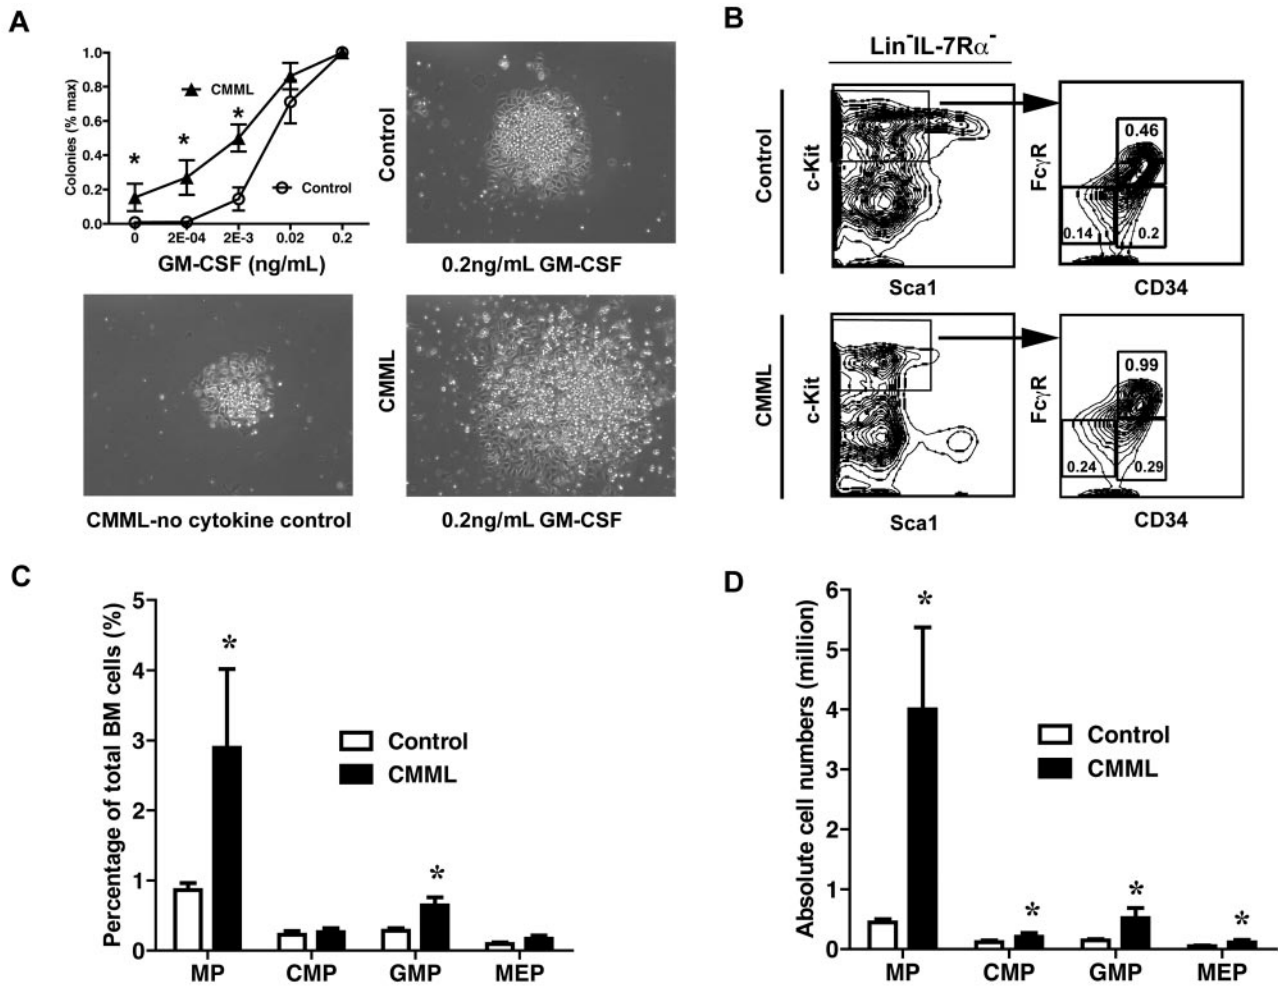 A
Colonies (% max)
1.0
0.8
0.6
0.4
0.2
0.0
CMML
*
*
*
Control
0
2E-04
2E-3
0.02
0.2
GM-CSF (ng/mL)
Control
0.2ng/mL GM-CSF
CMML-no cytokine control
CMML
0.2ng/mL GM-CSF
B
Lin⁻IL-7Rα⁻
Control
c-Kit
Sca1
FcγR
0.46
0.14
0.2
CD34
CMML
c-Kit
Sca1
FcγR
0.99
0.24
0.29
CD34
C
Percentage of total BM cells (%)
5
4
3
2
1
0
*
*
Control
CMML
MP
CMP
GMP
MEP
D
Absolute cell numbers (million)
6
5
4
3
2
1
0
*
*
*
*
Control
CMML
MP
CMP
GMP
MEP